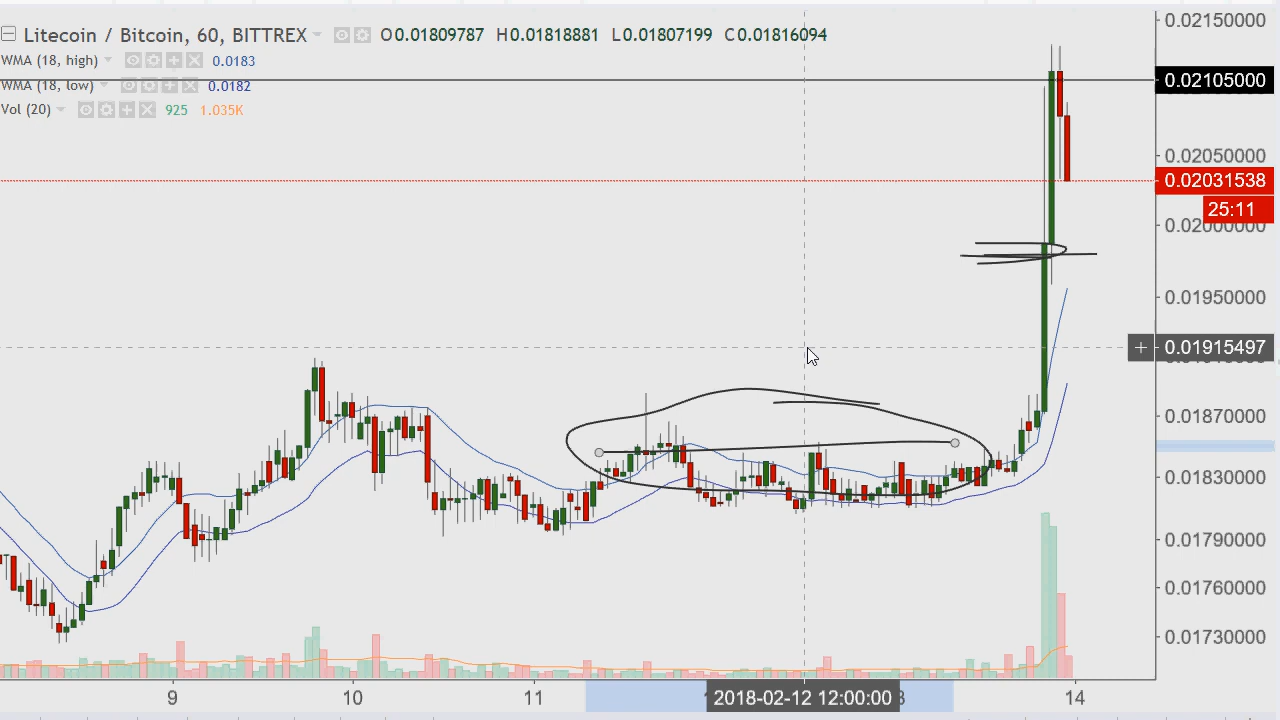 Litecoin / Bitcoin, 60, BITTREX O0.01809787 H0.01818881 L0.01807199 C0.01816094
WMA (18, high) 0.0183
WMA (18, low) 0.0182
Vol (20) 925 1.035K
0.02150000
0.02105000
0.02050000
0.02031538
25:11
0.02000000
0.01950000
0.01915497
0.01870000
0.01830000
0.01790000
0.01760000
0.01730000
9 10 11 2018-02-12 12:00:00 14